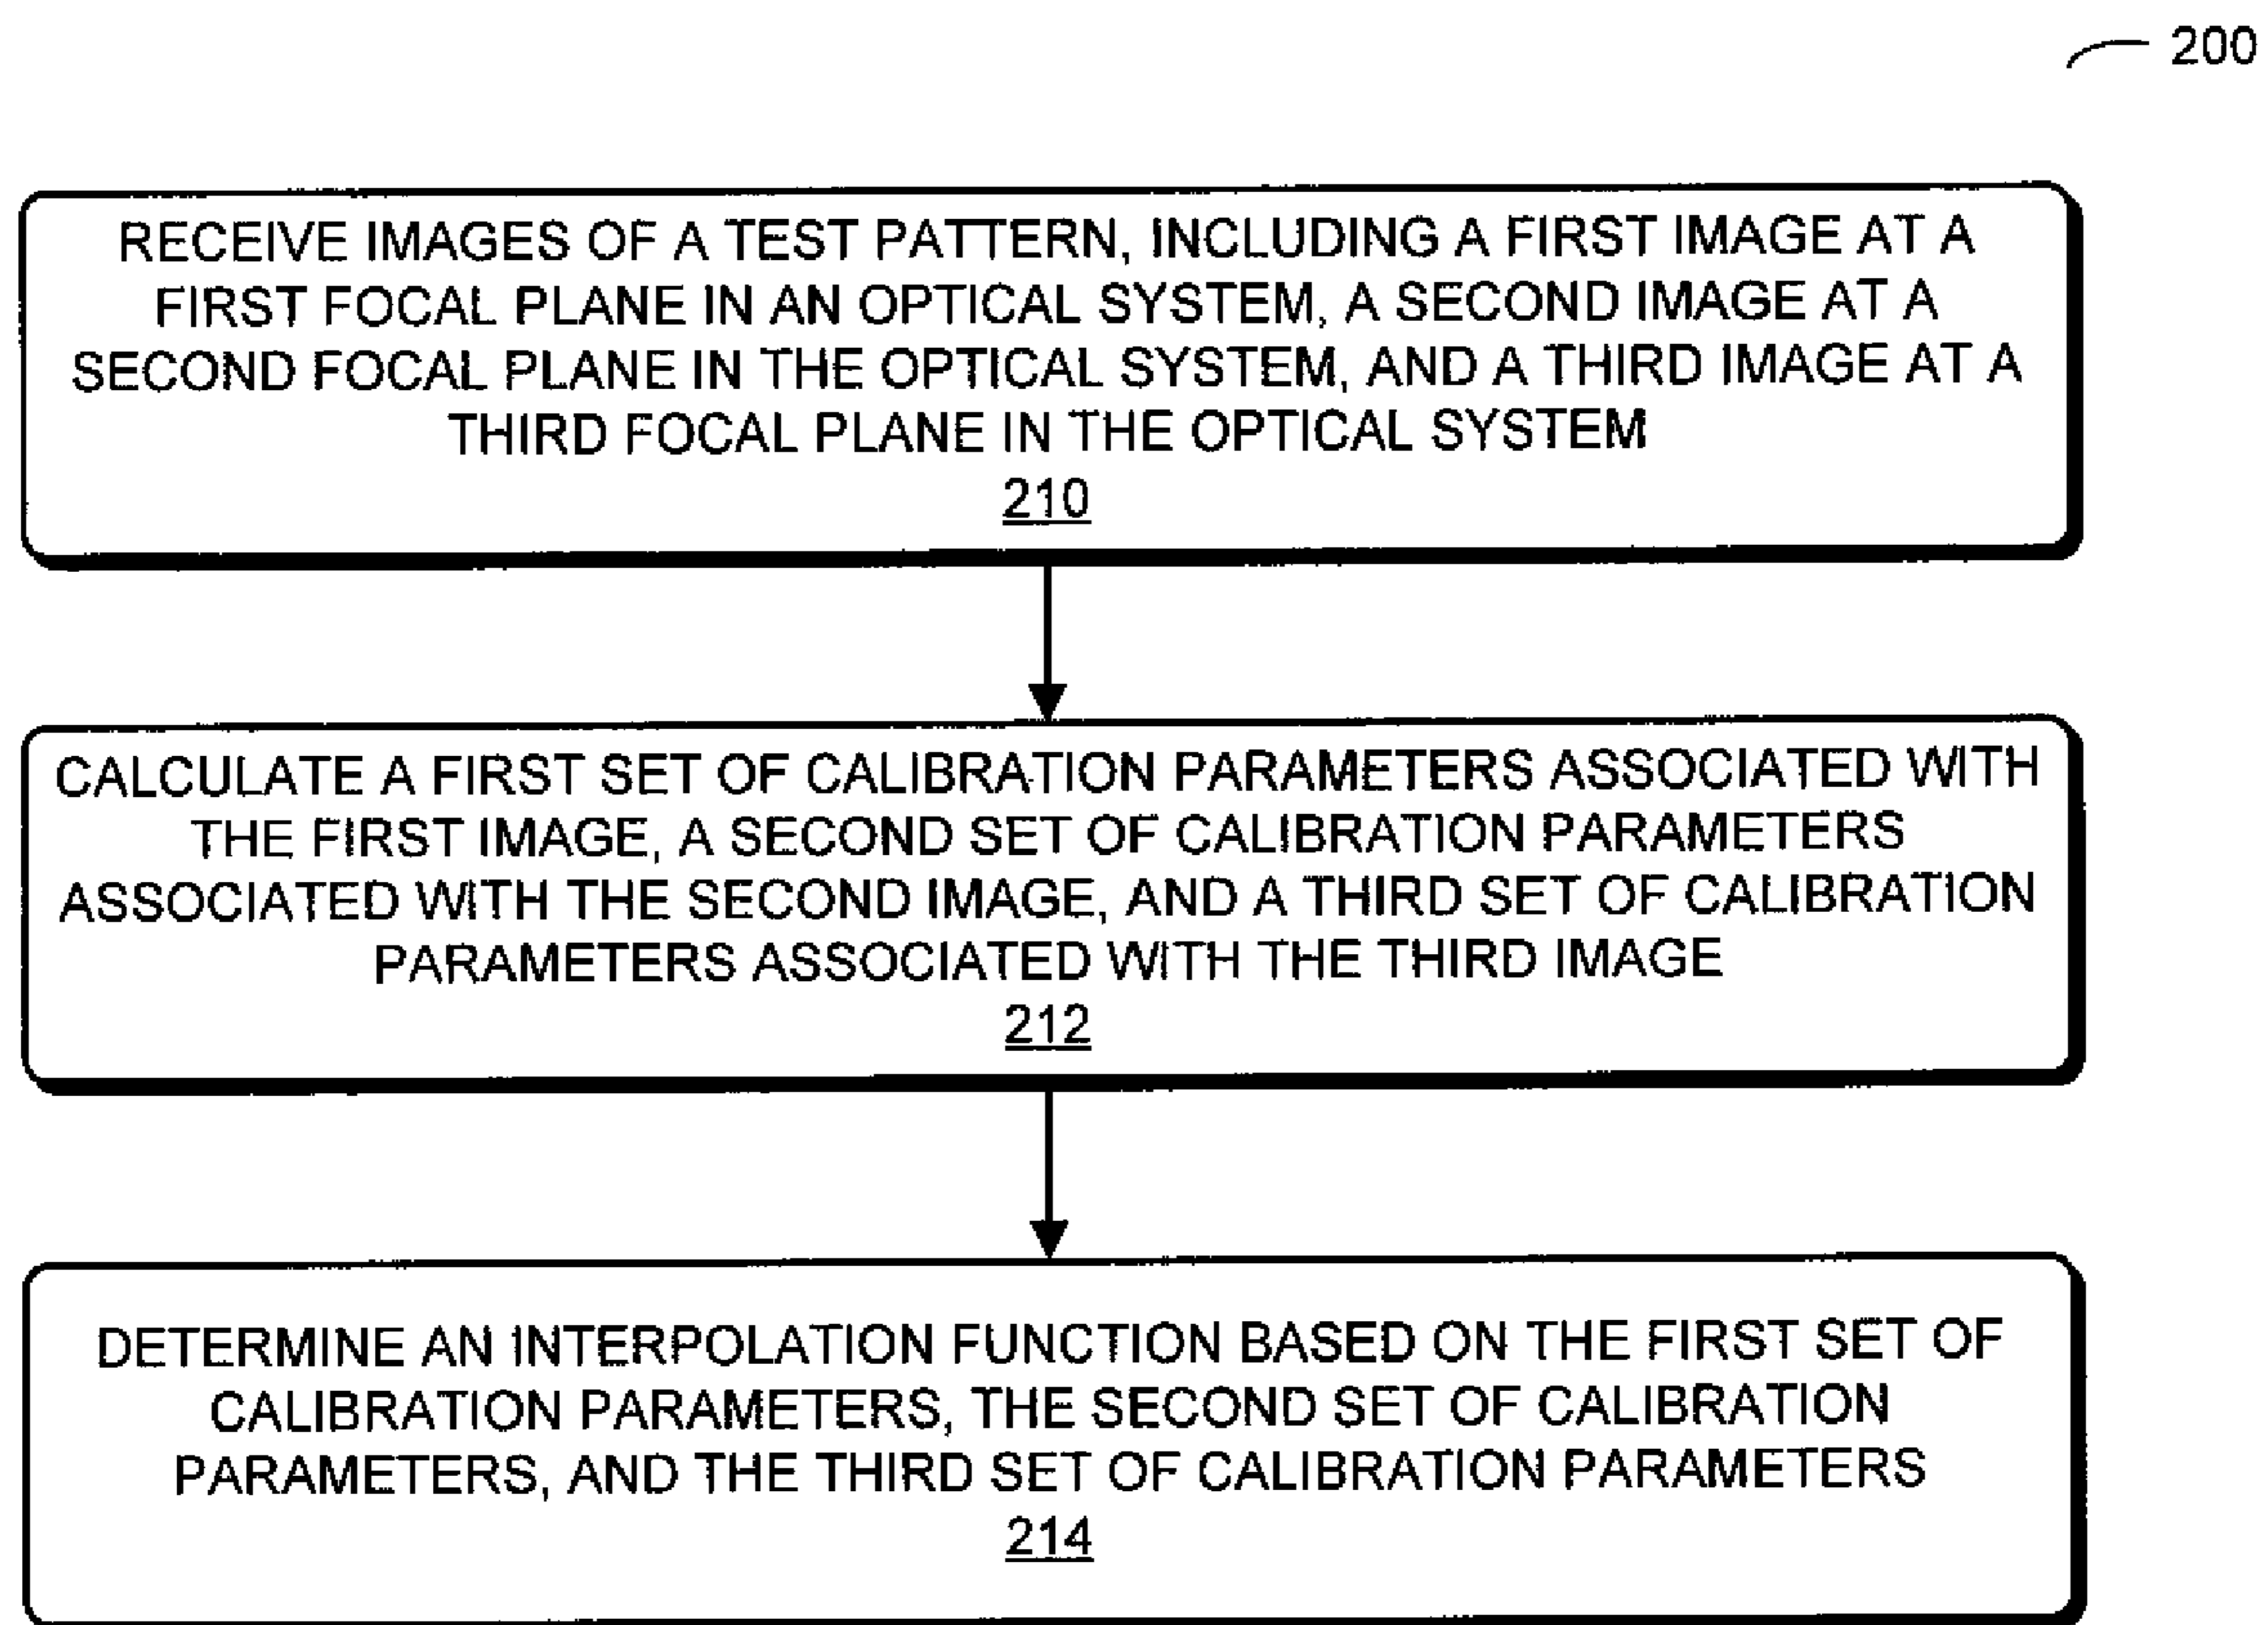 200
RECEIVE IMAGES OF A TEST PATTERN, INCLUDING A FIRST IMAGE AT A
FIRST FOCAL PLANE IN AN OPTICAL SYSTEM, A SECOND IMAGE AT A
SECOND FOCAL PLANE IN THE OPTICAL SYSTEM, AND A THIRD IMAGE AT A
THIRD FOCAL PLANE IN THE OPTICAL SYSTEM
210
CALCULATE A FIRST SET OF CALIBRATION PARAMETERS ASSOCIATED WITH
THE FIRST IMAGE, A SECOND SET OF CALIBRATION PARAMETERS
ASSOCIATED WITH THE SECOND IMAGE, AND A THIRD SET OF CALIBRATION
PARAMETERS ASSOCIATED WITH THE THIRD IMAGE
212
DETERMINE AN INTERPOLATION FUNCTION BASED ON THE FIRST SET OF
CALIBRATION PARAMETERS, THE SECOND SET OF CALIBRATION
PARAMETERS, AND THE THIRD SET OF CALIBRATION PARAMETERS
214